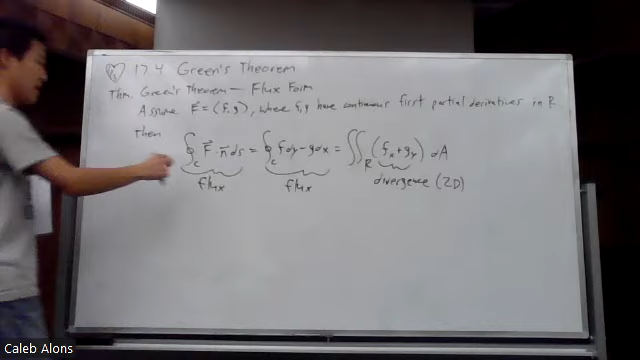 17.4 Green's Theorem
Thm. Green's Theorem — Flux Form
Assume F⃗ = ⟨f, g⟩, where f, g have continuous first partial derivatives in R.
Then
∮_C F⃗ · n⃗ ds = ∮_C f dy - g dx = ∬_R (f_x + g_y) dA
flux flux divergence (2D)
Caleb Alons